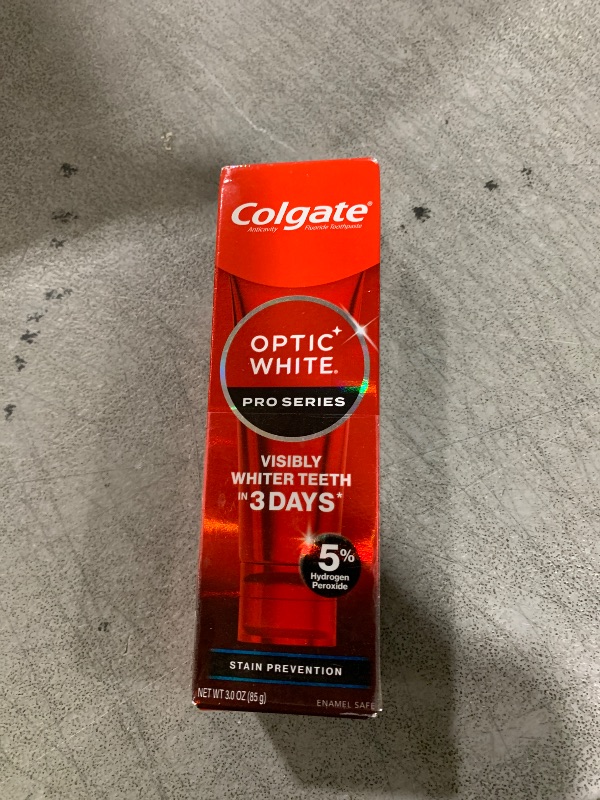 Colgate®
Anticavity Fluoride Toothpaste
OPTIC
WHITE®
PRO SERIES
VISIBLY
WHITER TEETH
IN 3 DAYS*
5%
Hydrogen
Peroxide
STAIN PREVENTION
NET WT 3.0 OZ (85 g)
ENAMEL SAFE